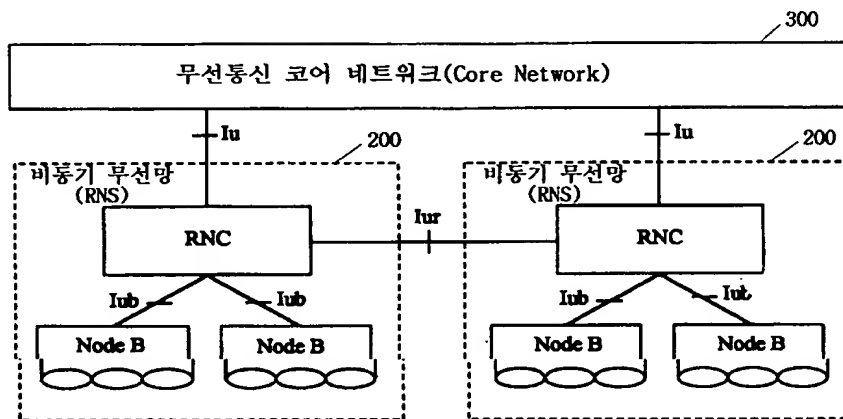 300
무선통신 코어 네트워크(Core Network)
Iu
Iu
200
200
비동기 무선망
(RNS)
비동기 무선망
(RNS)
RNC
Iur
RNC
Iub
Iub
Iub
Iut
Node B
Node B
Node B
Node B